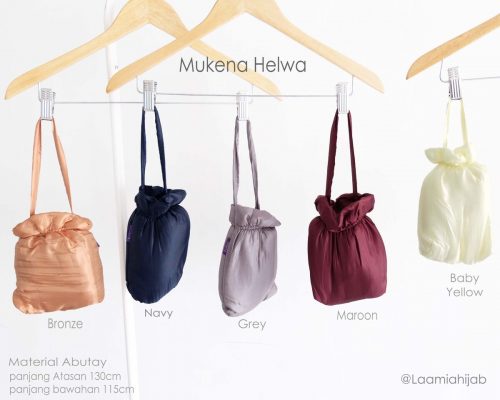 Mukena Helwa
Bronze
Navy
Grey
Maroon
Baby
Yellow
Material Abutay
panjang Atasan 130cm
panjang bawahan 115cm
@Laamiahijab